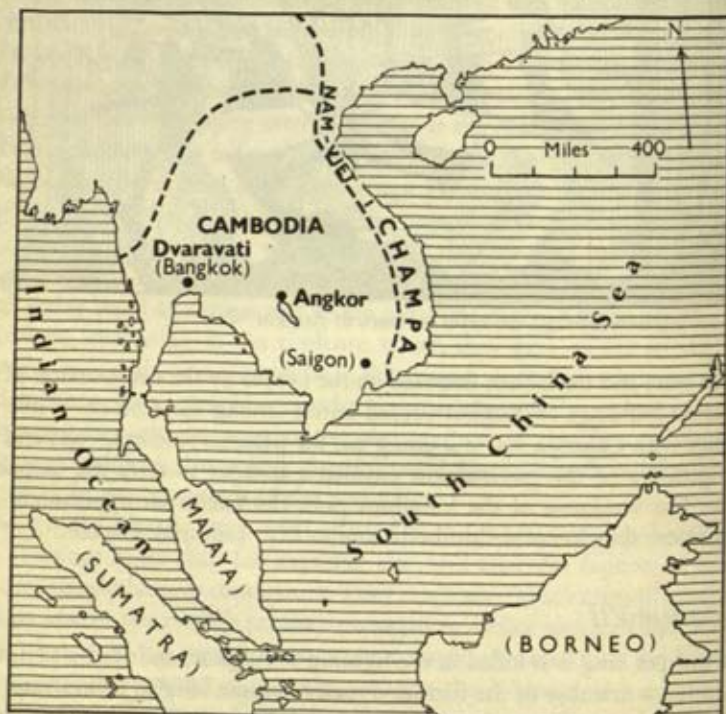 N
0 Miles 400
NAM-VIET
CHAMPA
CAMBODIA
Dvaravati
(Bangkok)
Angkor
(Saigon)
Indian Ocean
South China Sea
(MALAYA)
(SUMATRA)
(BORNEO)